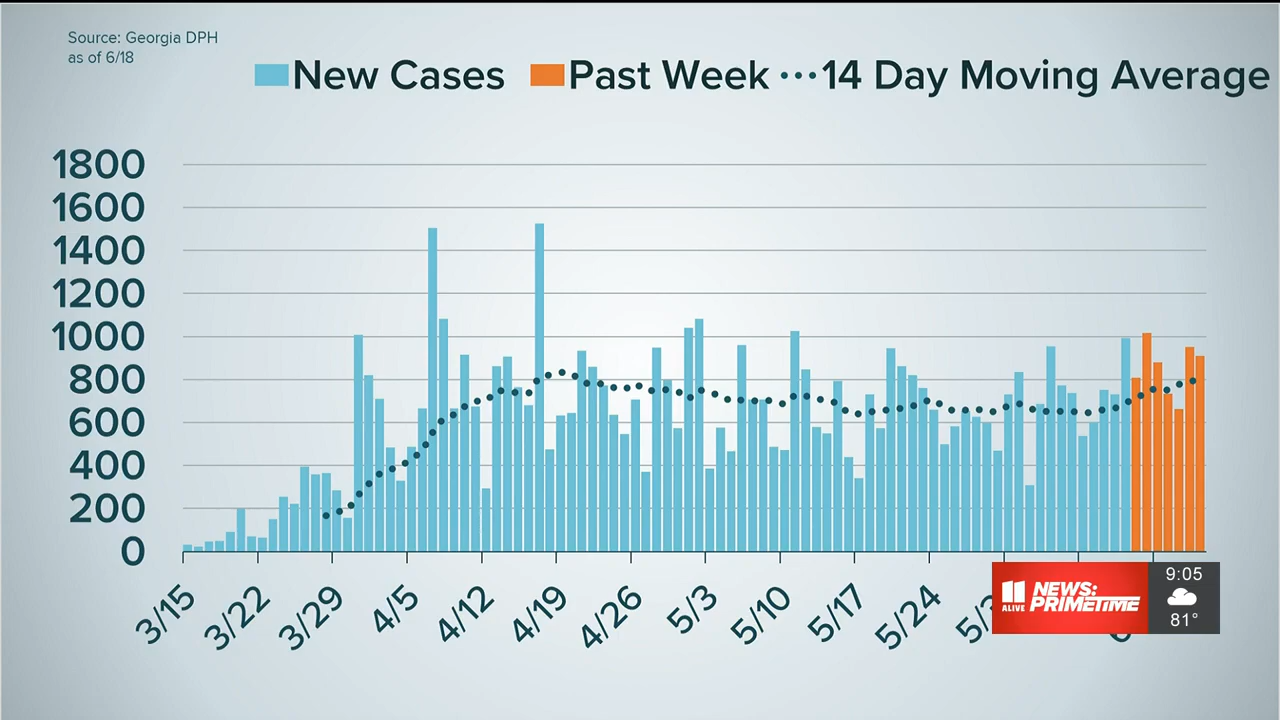 Source: Georgia DPH
as of 6/18
New Cases Past Week 14 Day Moving Average
1800
1600
1400
1200
1000
800
600
400
200
0
3/15 3/22 3/29 4/5 4/12 4/19 4/26 5/3 5/10 5/17 5/24
11 ALIVE NEWS: PRIMETIME
9:05
81°